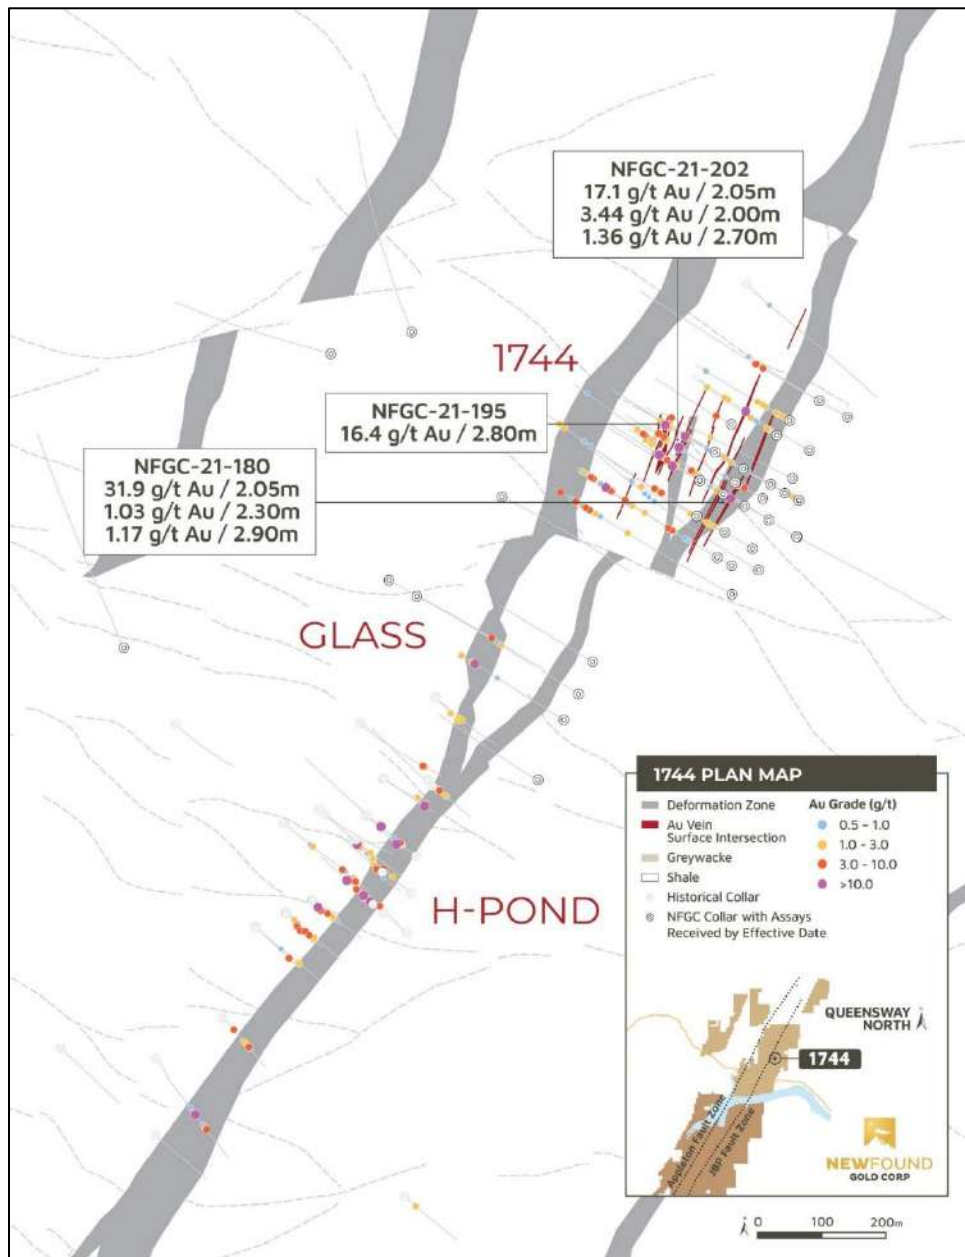 NFGC-21-202
17.1 g/t Au / 2.05m
3.44 g/t Au / 2.00m
1.36 g/t Au / 2.70m
1744
NFGC-21-195
16.4 g/t Au / 2.80m
NFGC-21-180
31.9 g/t Au / 2.05m
1.03 g/t Au / 2.30m
1.17 g/t Au / 2.90m
GLASS
H-POND
1744 PLAN MAP
Deformation Zone
Au Vein
Surface Intersection
Greywacke
Shale
Historical Collar
NFGC Collar with Assays
Received by Effective Date
Au Grade (g/t)
0.5 - 1.0
1.0 - 3.0
3.0 - 10.0
>10.0
QUEENSWAY
NORTH
1744
Appleton Fault Zone
JBP Fault Zone
NEWFOUND
GOLD CORP
0 100 200m